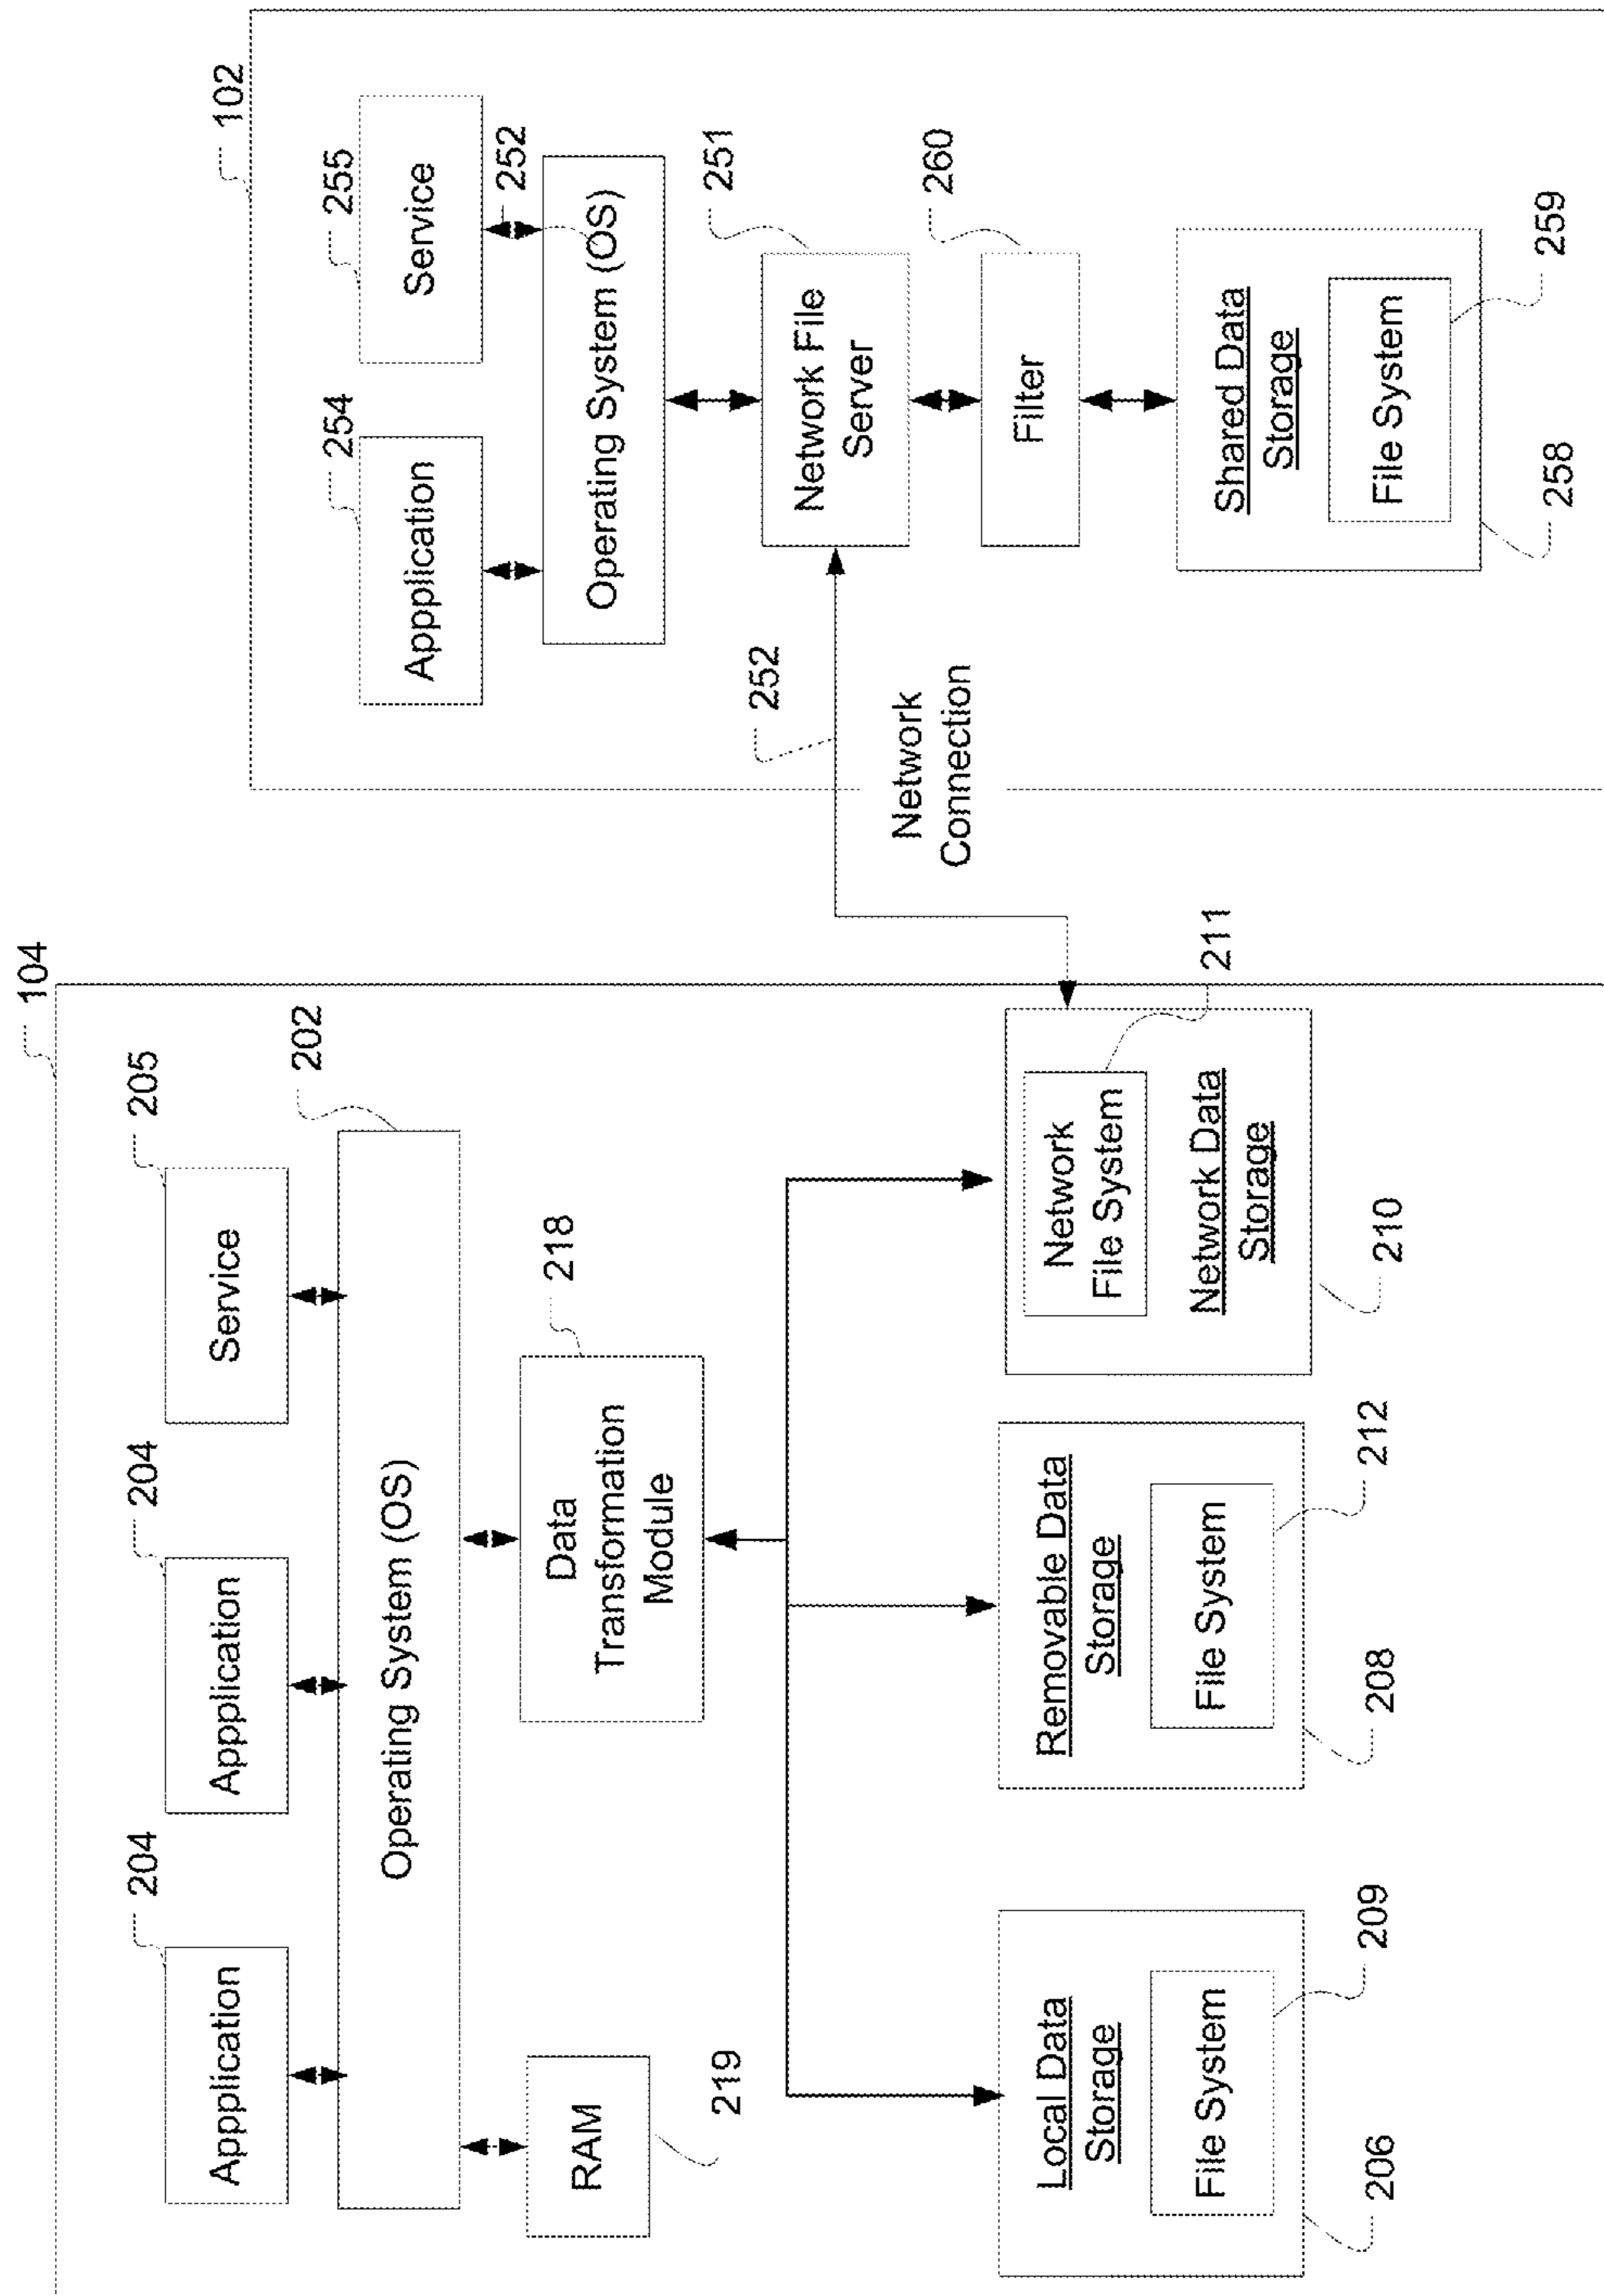 104
204
204
205
Application
Application
Service
202
Operating System (OS)
218
RAM
219
Data
Transformation
Module
Local Data
Storage
File System
206
209
Removable Data
Storage
File System
208
212
Network
File System
Network Data
Storage
210
211
252
Network
Connection
102
254
255
Application
Service
252
Operating System (OS)
251
Network File
Server
260
Filter
Shared Data
Storage
File System
258
259